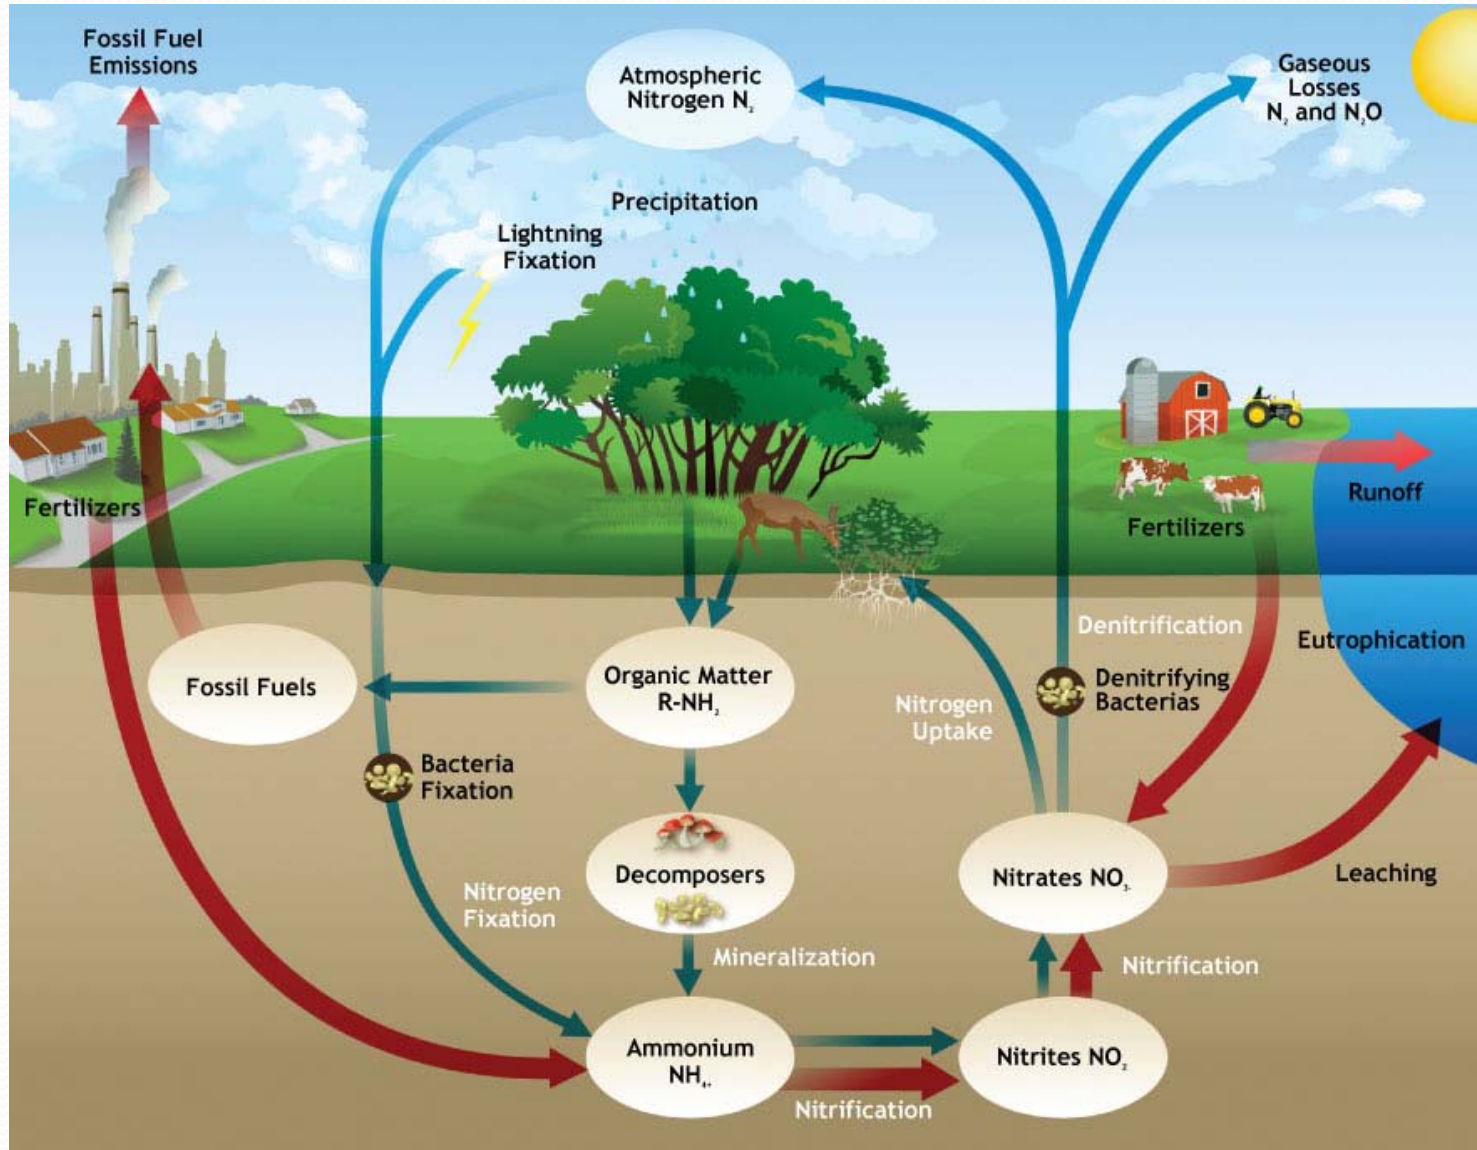 Fossil Fuel
Emissions
Atmospheric
Nitrogen N₂
Gaseous
Losses
N₂ and N₂O
Precipitation
Lightning
Fixation
Fertilizers
Fertilizers
Runoff
Denitrification
Eutrophication
Fossil Fuels
Organic Matter
R-NH₂
Nitrogen
Uptake
Denitrifying
Bacterias
Bacteria
Fixation
Decomposers
Nitrates NO₃-
Leaching
Nitrogen
Fixation
Mineralization
Nitrification
Ammonium
NH₄+
Nitrites NO₂
Nitrification